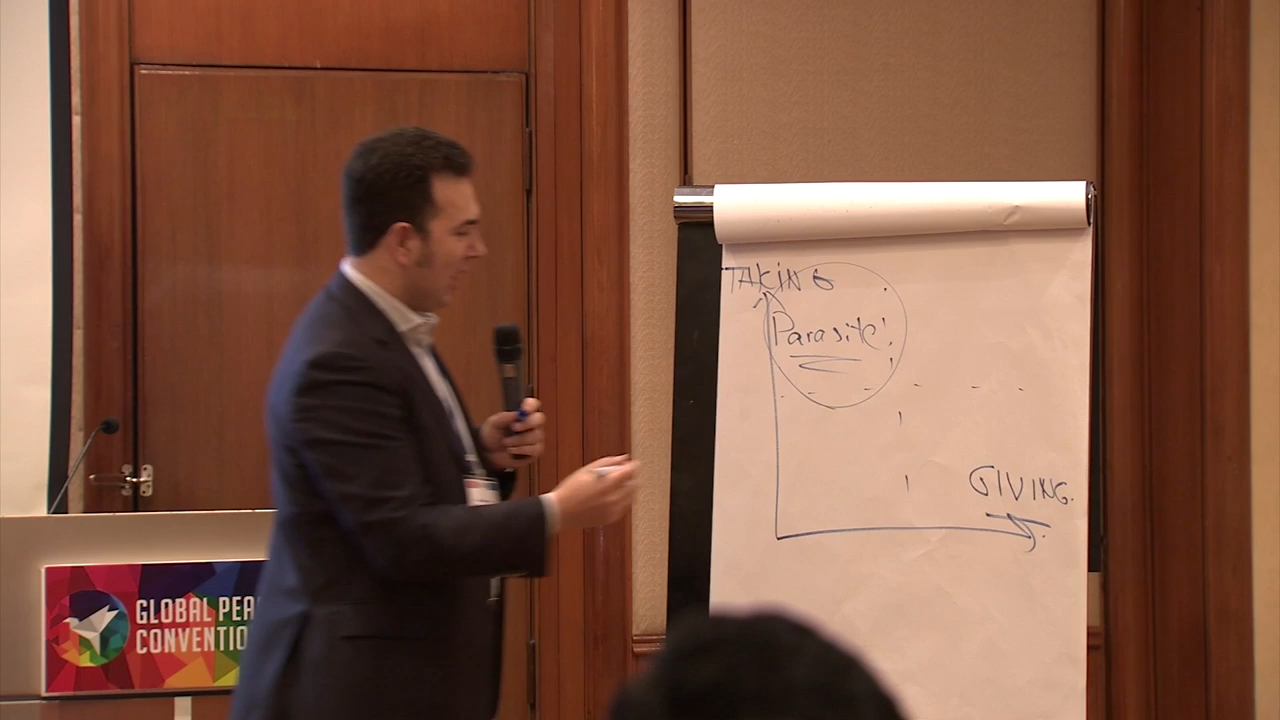 TAKING
Parasite!
GIVING.
GLOBAL PEA
CONVENTIO